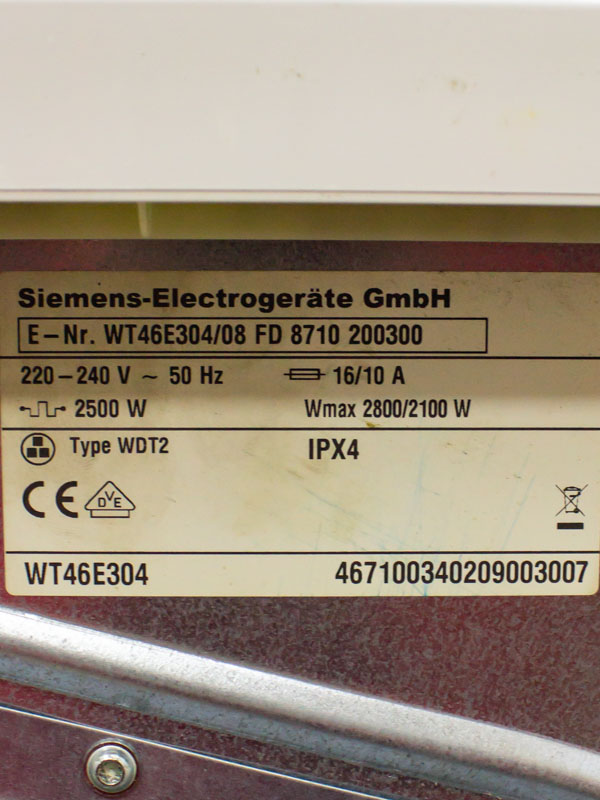 Siemens-Electrogeräte GmbH
E-Nr. WT46E304/08 FD 8710 200300
220-240 V ~ 50 Hz 16/10 A
2500 W Wmax 2800/2100 W
Type WDT2 IPX4
CE DVE
WT46E304 467100340209003007